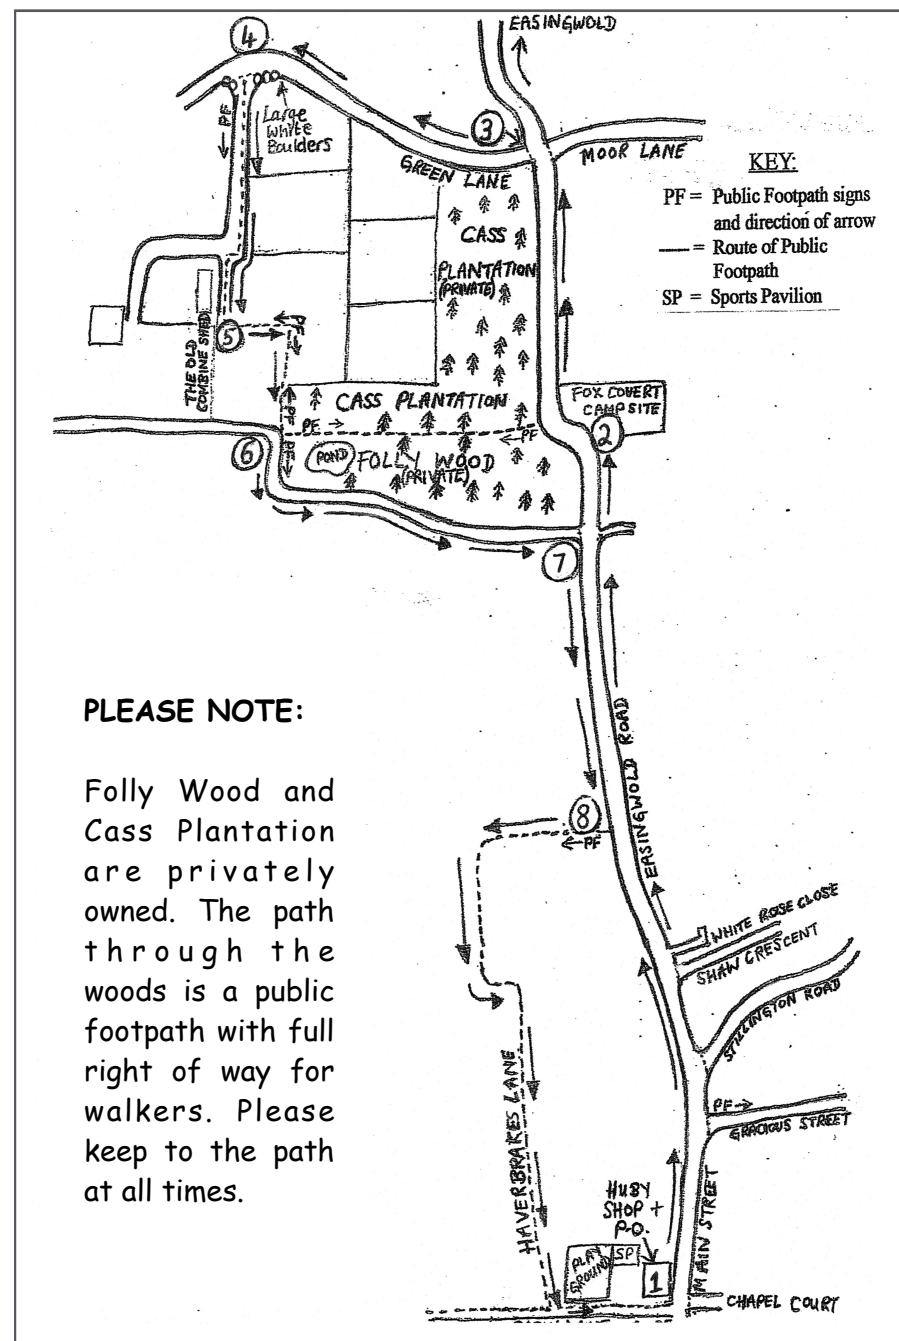 EASINGWOLD
4
3
PF
Large
White
Boulders
GREEN LANE
MOOR LANE
KEY:
PF = Public Footpath signs
and direction of arrow
= Route of Public
Footpath
SP = Sports Pavilion
CASS
PLANTATION
(PRIVATE)
5
PF
THE OLD
COMBINE SHED
PF
CASS PLANTATION
FOX COVERT
CAMPSITE
2
PF
PF
6
PF
POND
FOLLY WOOD
(PRIVATE)
7
PLEASE NOTE:
Folly Wood and
Cass Plantation
are privately
owned. The path
through the
woods is a public
footpath with full
right of way for
walkers. Please
keep to the path
at all times.
EASINGWOLD ROAD
8
PF
WHITE ROSE CLOSE
SHAW CRESCENT
STILLINGTON ROAD
PF
GRACIOUS STREET
HAVERBRAKES LANE
HUBY
SHOP +
P.O.
MAIN STREET
PLAY
GROUND
SP
1
CHAPEL COURT